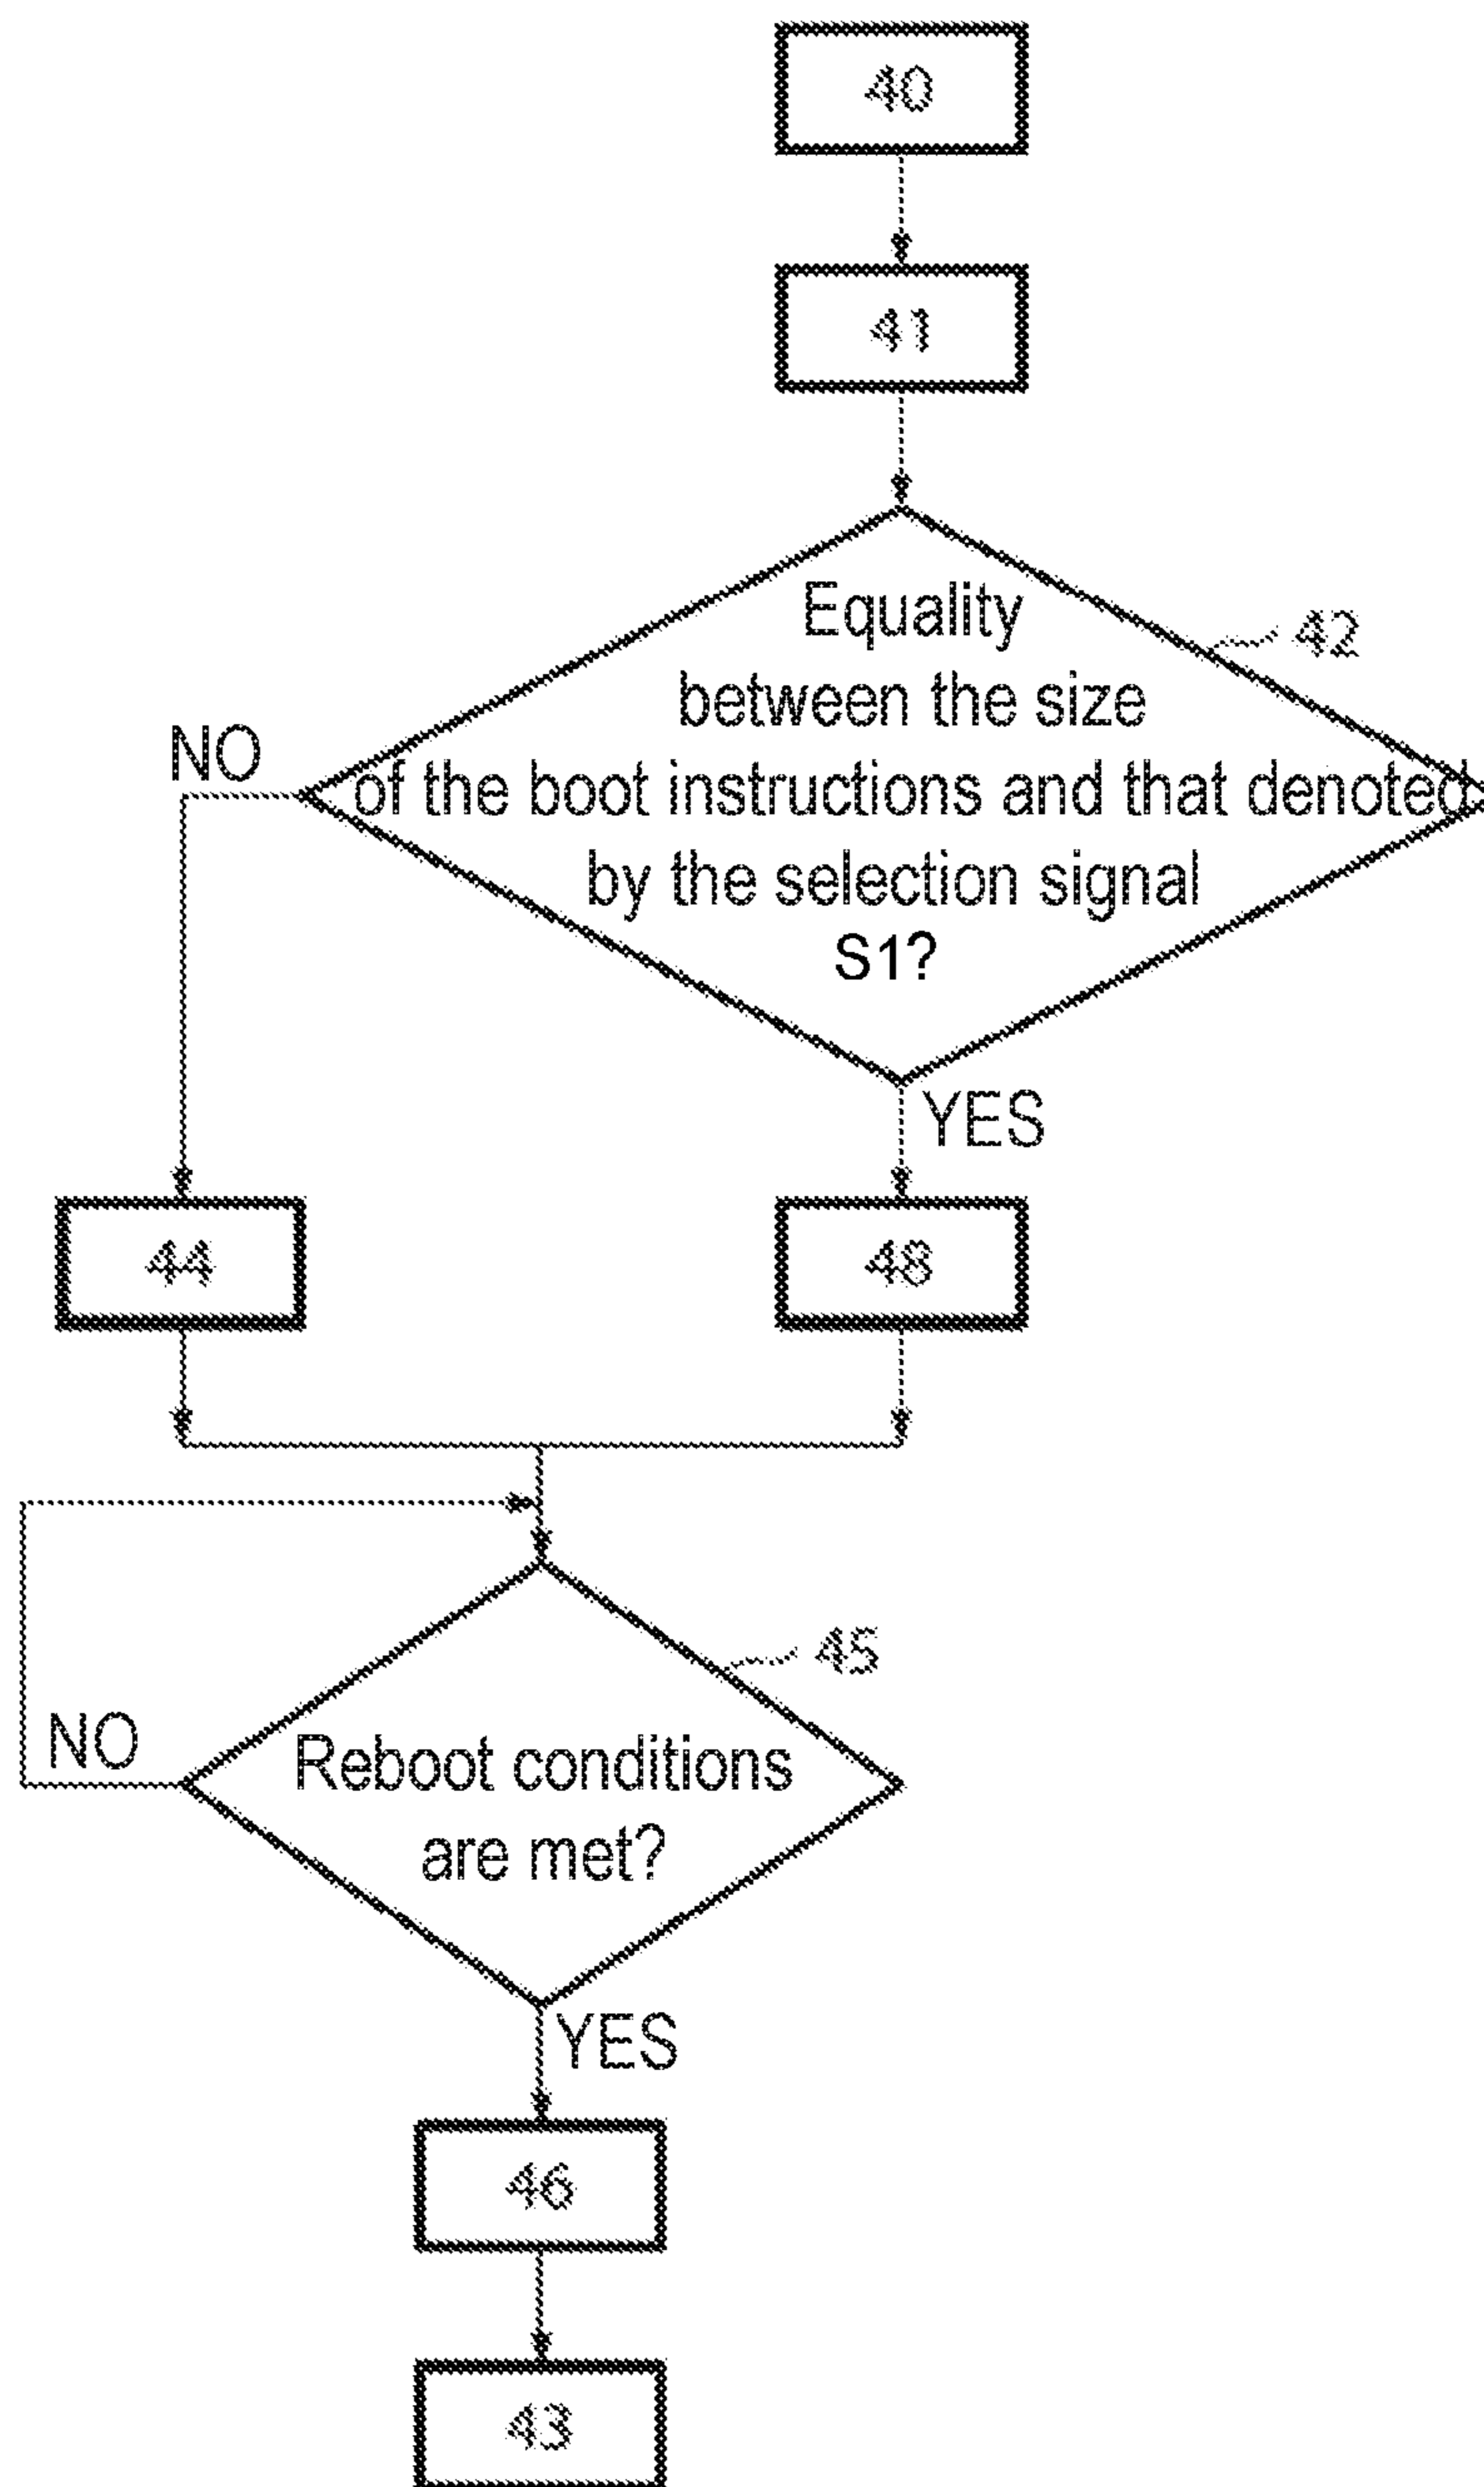 40
41
Equality
42
between the size
NO
of the boot instructions and that denoted
by the selection signal
S1?
YES
44
48
45
NO
Reboot conditions
are met?
YES
46
43